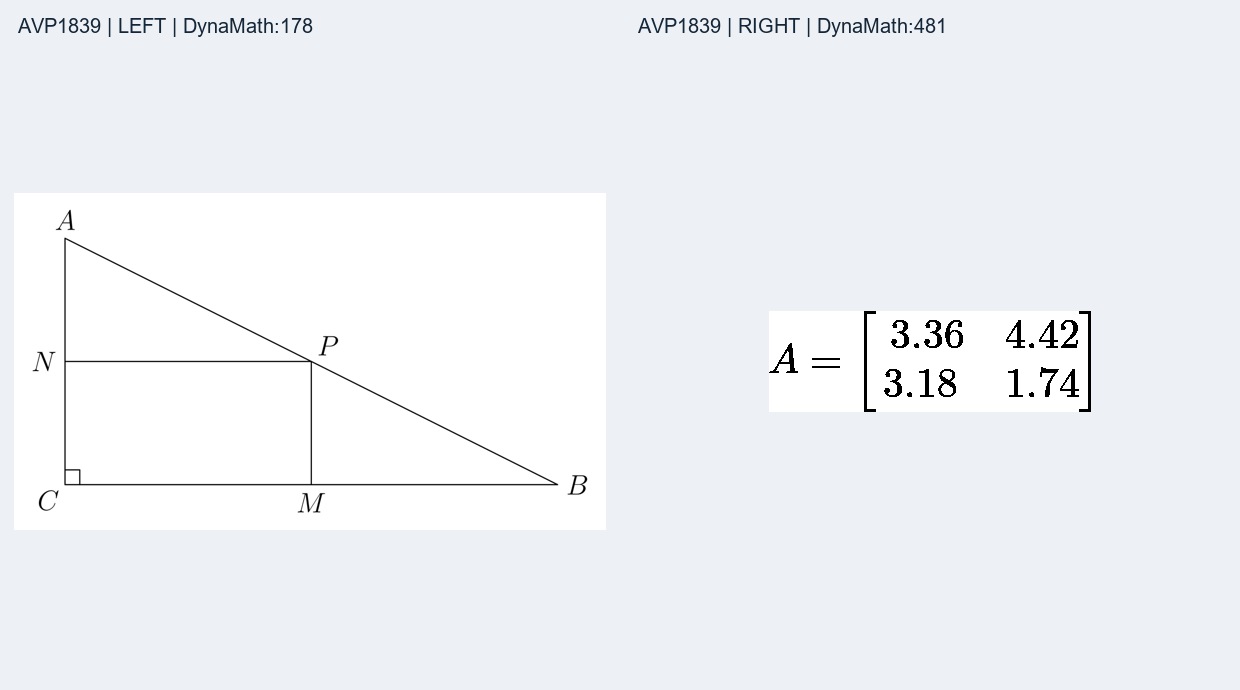 AVP1839 | LEFT | DynaMath:178
A
N
P
C
M
B
AVP1839 | RIGHT | DynaMath:481
A = [3.36 4.42
3.18 1.74]